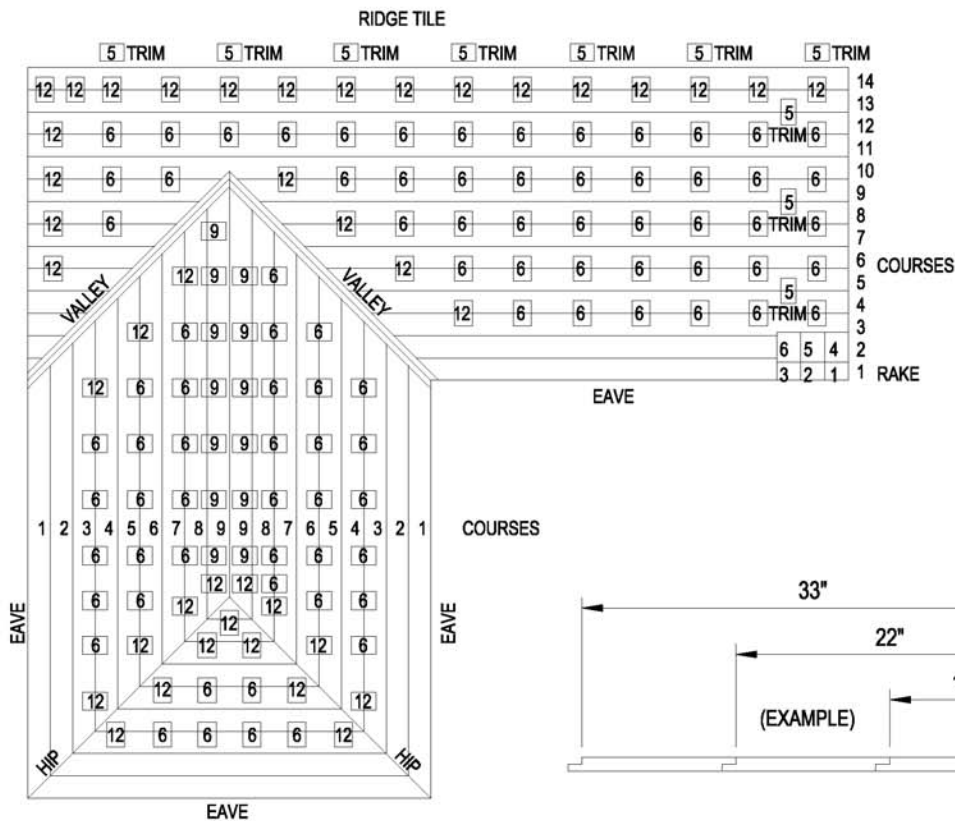 RIDGE TILE
5 TRIM 5 TRIM 5 TRIM 5 TRIM 5 TRIM 5 TRIM 5 TRIM
12 12 12 12 12 12 12 12 12 12 12 12 12 12 12 14
13
5
12 6 6 6 6 6 6 6 6 6 6 6 6 TRIM 6 12
11
12 6 6 12 6 6 6 6 6 6 6 6 6 10
9
5
12 6 12 6 6 6 6 6 6 6 TRIM 6 8
9
7
12 12 6 6 6 6 6 6 6 6 COURSES
12 9 9 6
VALLEY VALLEY
5
5
12 6 6 6 6 6 TRIM 6 4
3
12 6 9 9 6 6
6 5 4 2
3 2 1 1 RAKE
12 6 6 9 9 6 6 6
EAVE
6 6 6 9 9 6 6 6
6 6 6 9 9 6 6 6
1 2 3 4 5 6 7 8 9 9 8 7 6 5 4 3 2 1 COURSES
6 6 6 9 9 6 6 6
12 12 6
33"
6 6 12 12 6 6
12
EAVE EAVE
22"
6 12 12 12 12 6
12 6 6 12
12 12
(EXAMPLE)
12 6 6 6 6 12
HIP HIP
EAVE